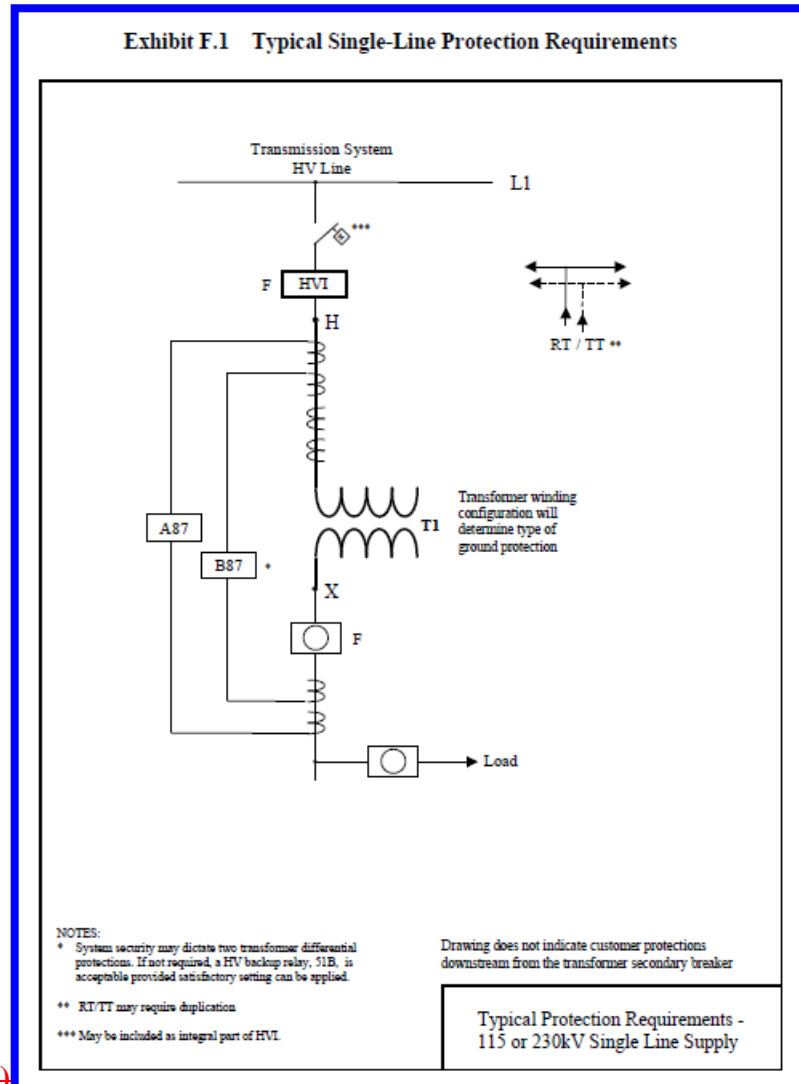 Exhibit F.1 Typical Single-Line Protection Requirements
Transmission System
HV Line
L1
***
F HVI
H
RT / TT **
A87
B87 *
T1
Transformer winding
configuration will
determine type of
ground protection
X
F
Load
NOTES:
* System security may dictate two transformer differential
protections. If not required, a HV backup relay, 51B, is
acceptable provided satisfactory setting can be applied.
** RT/TT may require duplication
*** May be included as integral part of HVI.
Drawing does not indicate customer protections
downstream from the transformer secondary breaker
Typical Protection Requirements -
115 or 230kV Single Line Supply